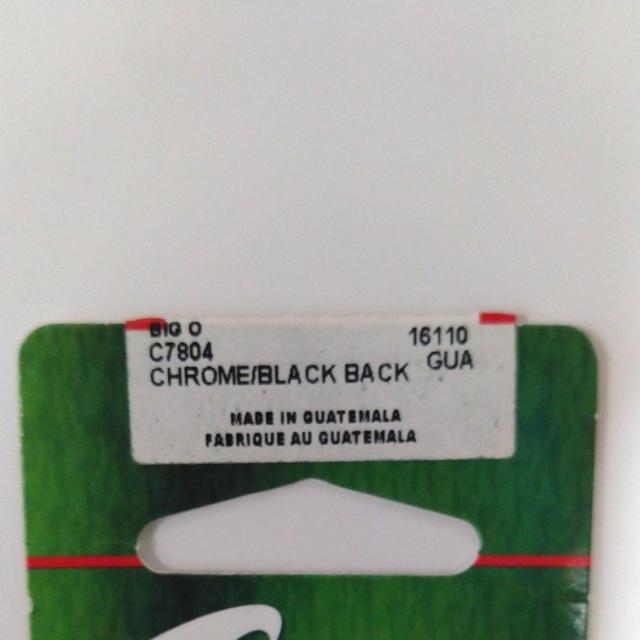 BIG O
16110
C7804
GUA
CHROME/BLACK BACK
MADE IN GUATEMALA
FABRIQUE AU GUATEMALA